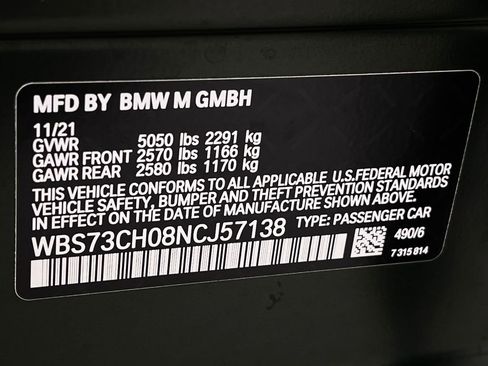 MFD BY BMW M GMBH
11/21
GVWR 5050 lbs 2291 kg
GAWR FRONT 2570 lbs 1166 kg
GAWR REAR 2580 lbs 1170 kg
THIS VEHICLE CONFORMS TO ALL APPLICABLE U.S.FEDERAL MOTOR
VEHICLE SAFETY, BUMPER AND THEFT PREVENTION STANDARDS
IN EFFECT ON THE DATE OF MANUFACTURE SHOWN ABOVE.
WBS73CH08NCJ57138 TYPE: PASSENGER CAR
490/6
7 315 814